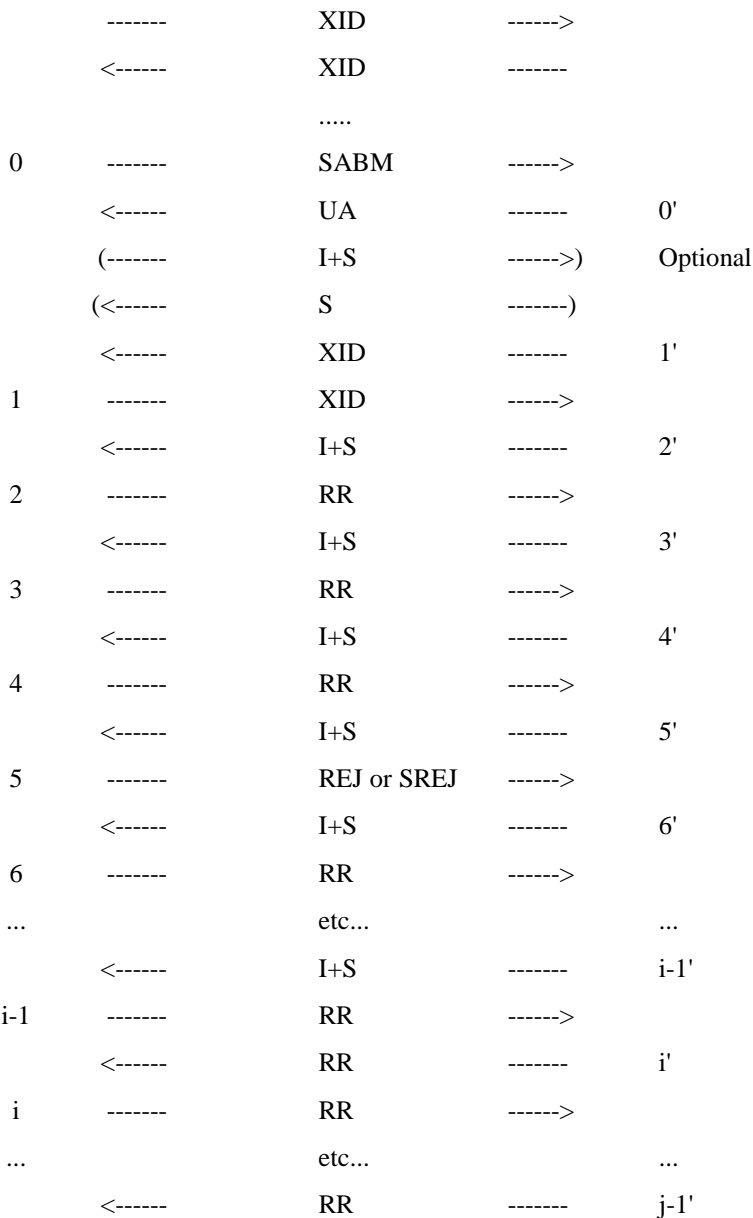 ------- XID ------>
<------ XID -------
.....
0 ------- SABM ------>
<------ UA ------- 0'
(------- I+S ------>) Optional
(<------ S -------)
<------ XID ------- 1'
1 ------- XID ------>
<------ I+S ------- 2'
2 ------- RR ------>
<------ I+S ------- 3'
3 ------- RR ------>
<------ I+S ------- 4'
4 ------- RR ------>
<------ I+S ------- 5'
5 ------- REJ or SREJ ------>
<------ I+S ------- 6'
6 ------- RR ------>
... etc... ...
<------ I+S ------- i-1'
i-1 ------- RR ------>
<------ RR ------- i'
i ------- RR ------>
... etc... ...
<------ RR ------- j-1'